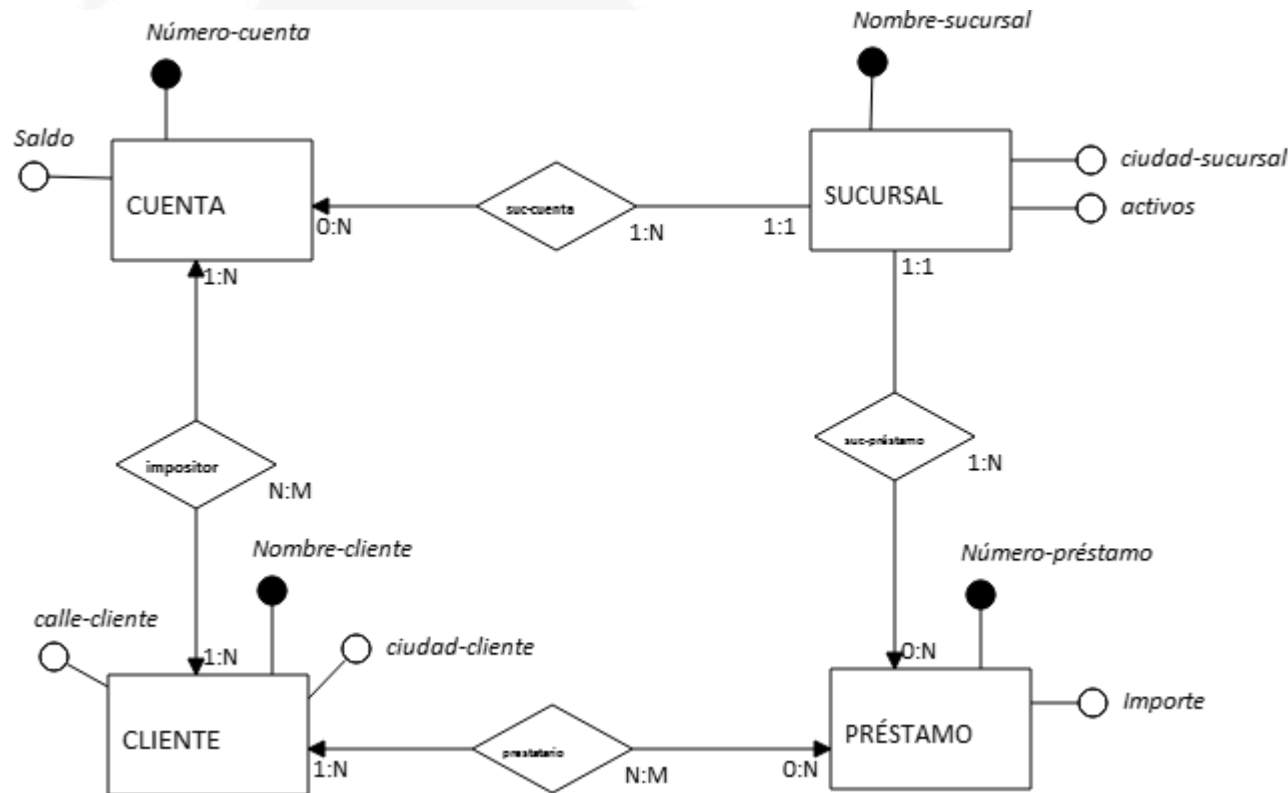 Número-cuenta
Nombre-sucursal
Saldo
ciudad-sucursal
CUENTA
suc-cuenta
SUCURSAL
activos
0:N
1:N
1:1
1:N
1:1
suc-préstamo
impositor
1:N
N:M
Nombre-cliente
Número-préstamo
calle-cliente
ciudad-cliente
1:N
0:N
Importe
CLIENTE
prestatario
PRÉSTAMO
1:N
N:M
0:N